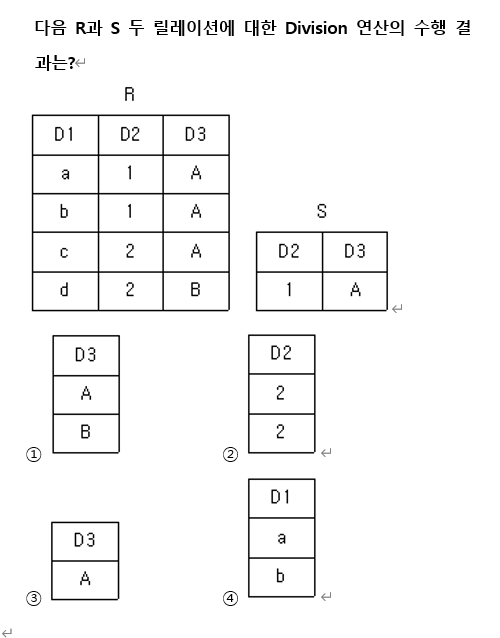 다음 R과 S 두 릴레이션에 대한 Division 연산의 수행 결
과는?↵
R
D1 D2 D3
a 1 A
b 1 A
c 2 A
d 2 B
S
D2 D3
1 A
↵
D3
A
B
①
D2
2
2
② ↵
D3
A
③
D1
a
b
④ ↵
↵